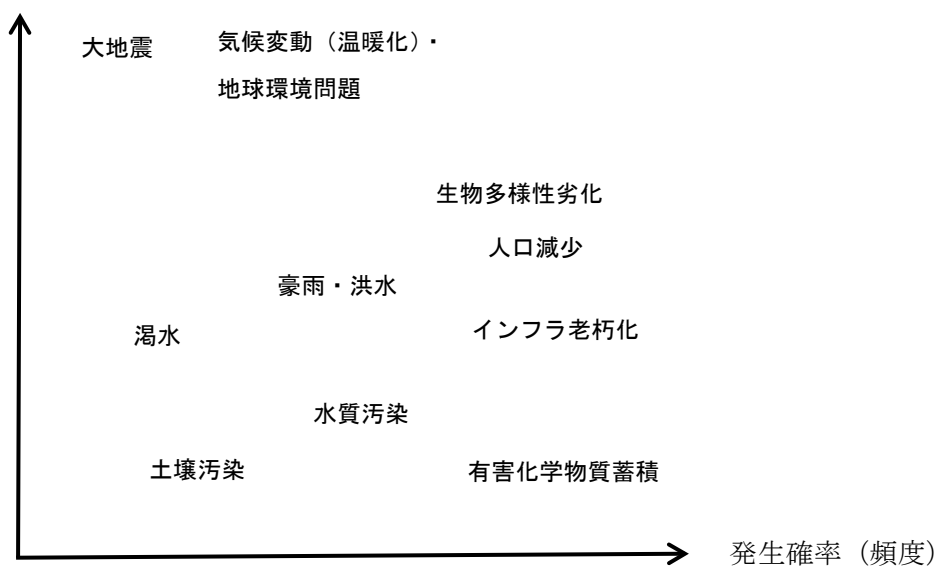 大地震
気候変動（温暖化）・
地球環境問題
生物多様性劣化
人口減少
豪雨・洪水
渇水
インフラ老朽化
水質汚染
土壌汚染
有害化学物質蓄積
発生確率（頻度）